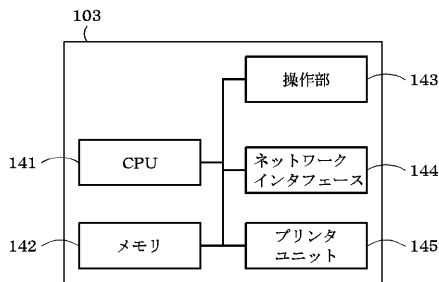 103
操作部
143
141
CPU
ネットワーク
インタフェース
144
142
メモリ
プリンタ
ユニット
145